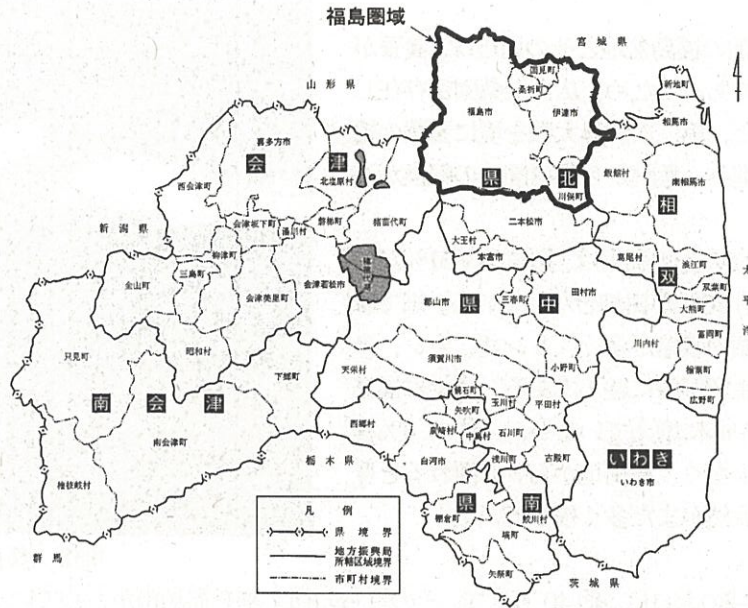 福島圏域
宮城県
山形県
国見町
桑折町
福島市
伊達市
新地町
相馬市
喜多方市
会津
北塩原村
西会津町
県北
川俣町
飯舘村
南相馬市
相双
新潟県
会津坂下町
湯川村
磐梯町
猪苗代町
二本松市
大玉村
本宮市
葛尾村
浪江町
双葉町
大熊町
富岡町
楢葉町
広野町
川内村
太平洋
柳津町
三島町
金山町
会津若松市
猪苗代湖
会津美里町
郡山市
県中
三春町
田村市
小野町
只見町
昭和村
下郷町
天栄村
須賀川市
鏡石町
玉川村
平田村
南会津
南会津町
西郷村
矢吹町
泉崎村
中島村
石川町
白河市
浅川町
古殿町
いわき
いわき市
檜枝岐村
栃木県
県南
棚倉町
鮫川村
塙町
矢祭町
茨城県
群馬
凡例
県境界
地方振興局
所轄区域境界
市町村境界